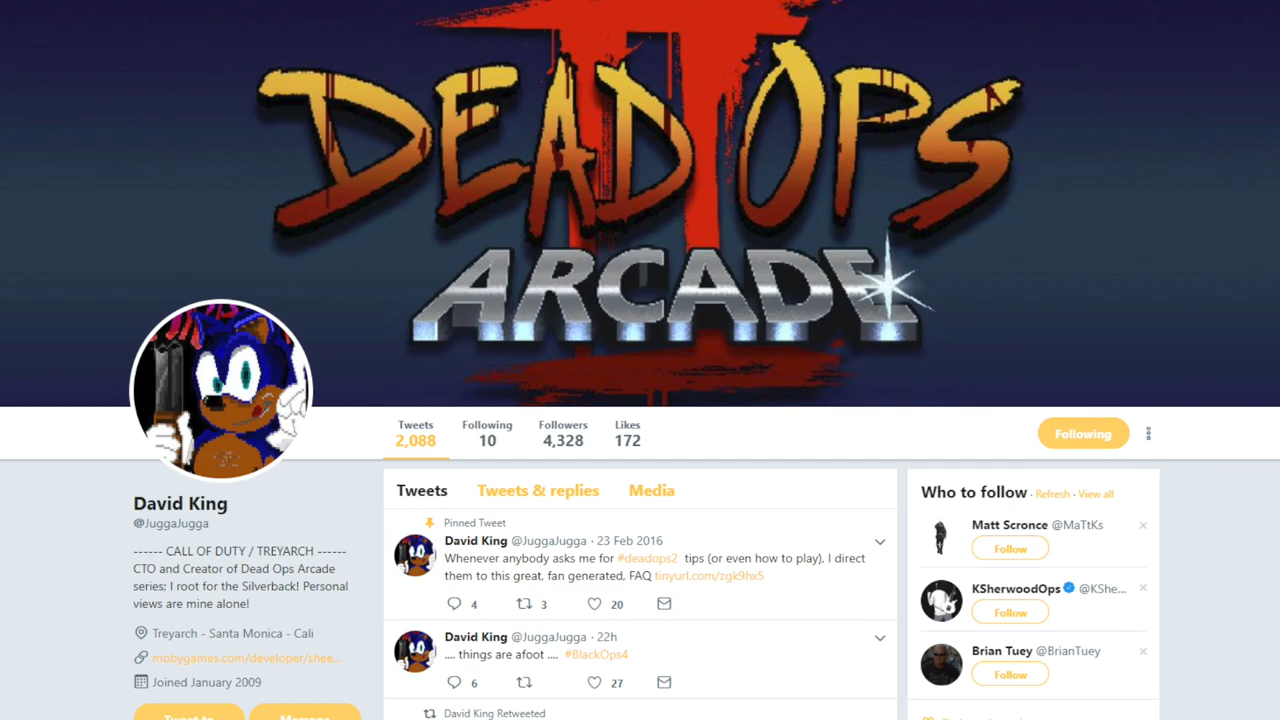 II
DEAD OPS
ARCADE
Tweets
2,088
Following
10
Followers
4,328
Likes
172
Following
David King
@JuggaJugga
------ CALL OF DUTY / TREYARCH ------
CTO and Creator of Dead Ops Arcade
series; I root for the Silverback! Personal
views are mine alone!
Treyarch - Santa Monica - Cali
mobygames.com/developer/shee...
Joined January 2009
Tweet to
Message
Tweets
Tweets & replies
Media
Pinned Tweet
David King @JuggaJugga · 23 Feb 2016
Whenever anybody asks me for #deadops2 tips (or even how to play), I direct
them to this great, fan generated, FAQ tinyurl.com/zgk9hx5
4
3
20
David King @JuggaJugga · 22h
.... things are afoot .... #BlackOps4
6
27
David King Retweeted
Who to follow · Refresh · View all
Matt Scronce @MaTtKs
Follow
KSherwoodOps @KShe...
Follow
Brian Tuey @BrianTuey
Follow